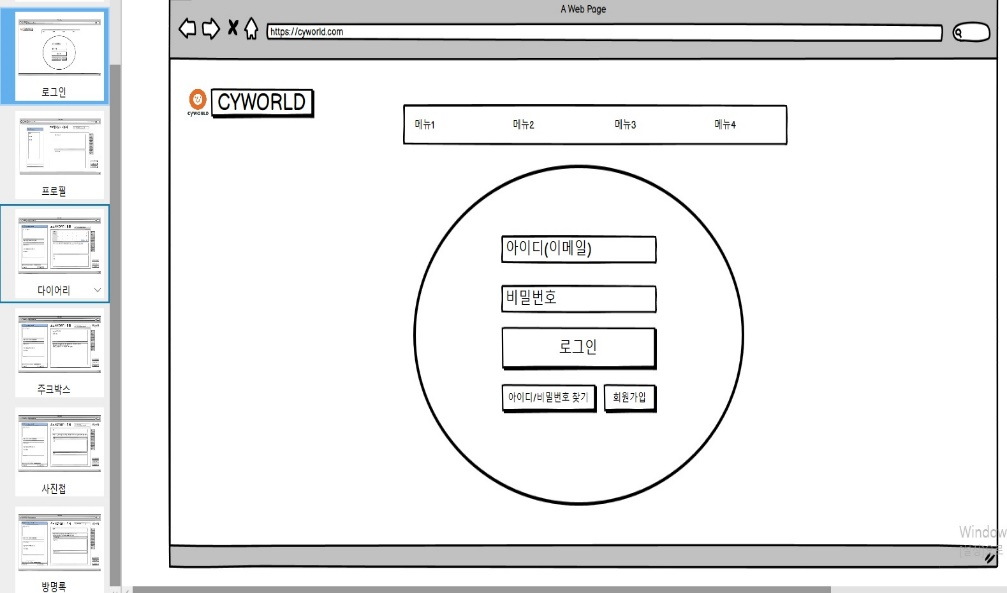 A Web Page
https://cyworld.com
CYWORLD
CYWORLD
메뉴1 메뉴2 메뉴3 메뉴4
아이디(이메일)
비밀번호
로그인
아이디/비밀번호 찾기 회원가입
로그인
프로필
다이어리
주크박스
사진첩
방명록
Window